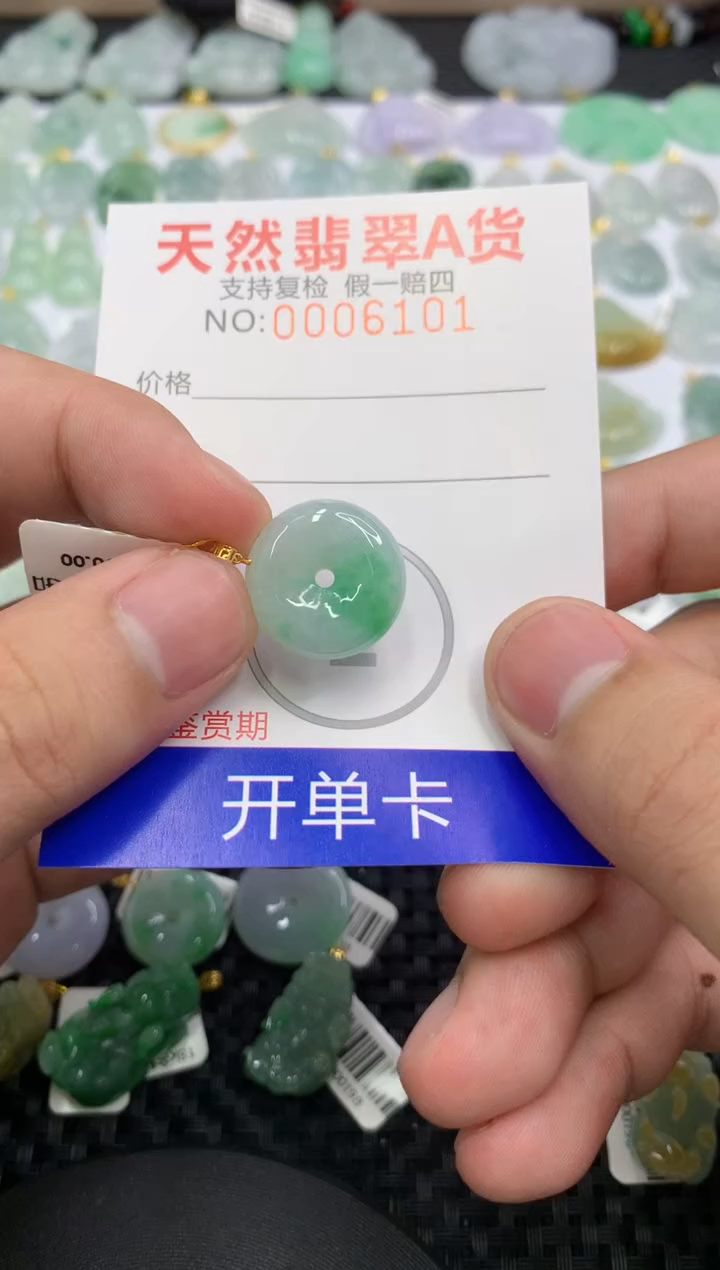 天然翡翠A货
支持复检 假一赔四
NO:0006101
价格
鉴赏期
开单卡